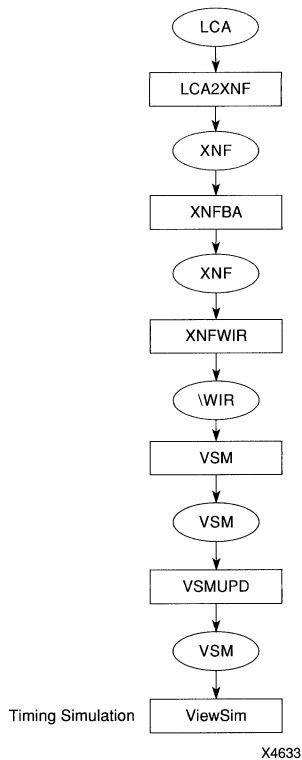 LCA
LCA2XNF
XNF
XNFBA
XNF
XNFWIR
\WIR
VSM
VSM
VSMUPD
VSM
Timing Simulation ViewSim
X4633